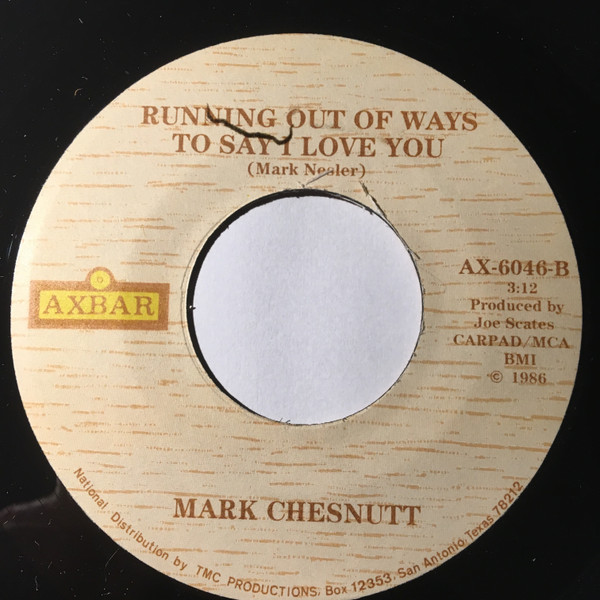 RUNNING OUT OF WAYS
TO SAY I LOVE YOU
(Mark Nesler)
AXBAR
AX-6046-B
3:12
Produced by
Joe Scates
CARPAD/MCA
BMI
© 1986
MARK CHESNUTT
National Distribution by TMC PRODUCTIONS, Box 12353, San Antonio, Texas 78212